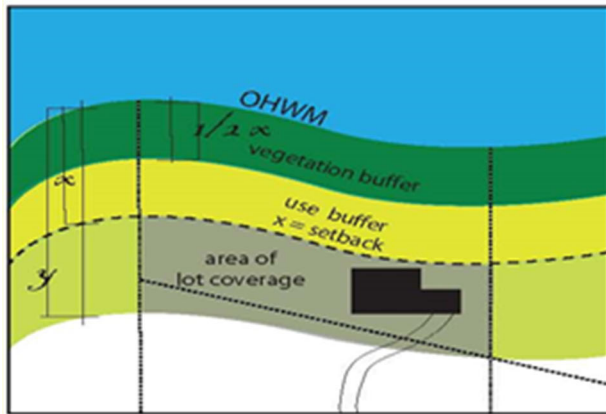 OHWM
1/2 x
vegetation buffer
x
use buffer
x = setback
area of
lot coverage
y